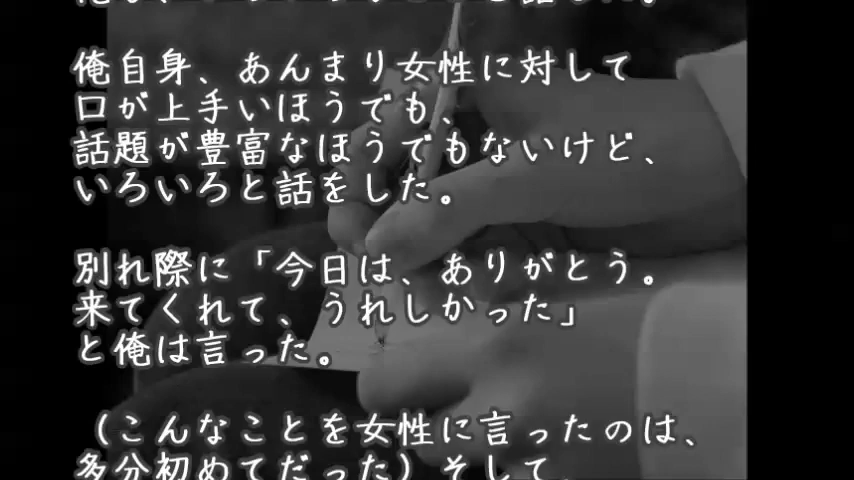 俺自身、あんまり女性に対して
口が上手いほうでも、
話題が豊富なほうでもないけど、
いろいろと話をした。
別れ際に「今日は、ありがとう。
来てくれて、うれしかった」
と俺は言った。
（こんなことを女性に言ったのは、
多分初めてだった）そして、